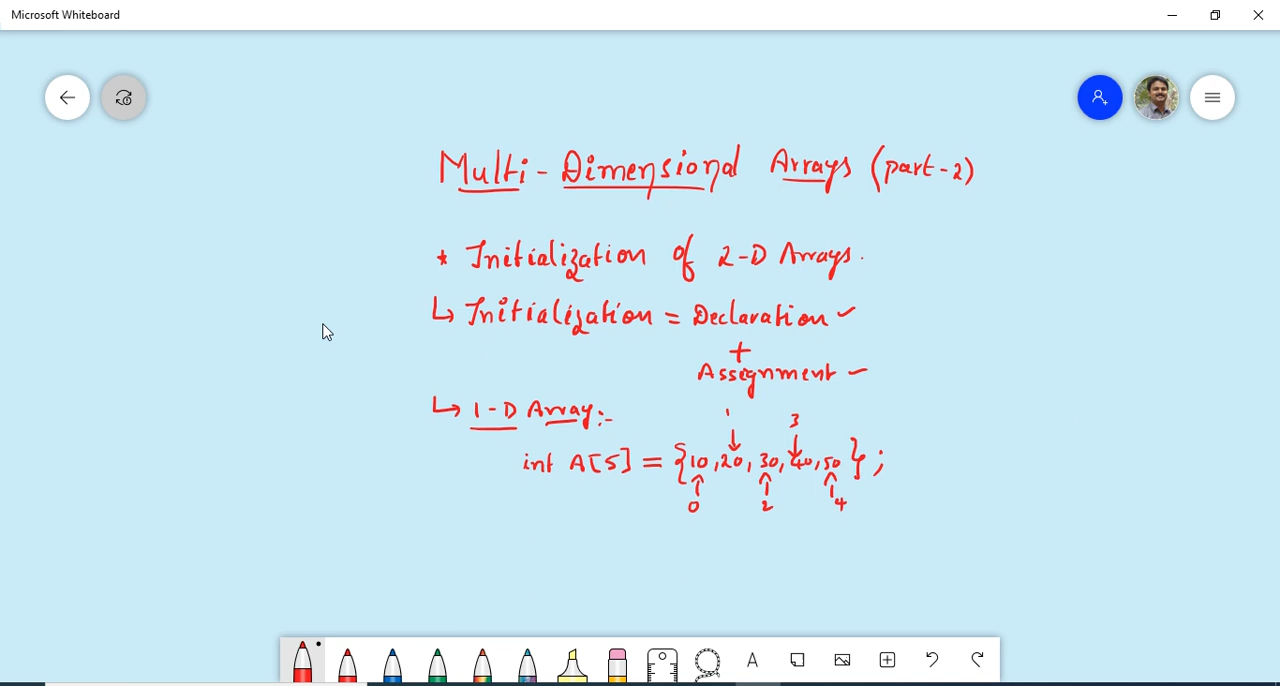 Microsoft Whiteboard
Multi-Dimensional Arrays (part-2)
* Initialization of 2-D Arrays.
↳ Initialization = Declaration ✓
+
Assignment ✓
↳ 1-D Array:-
1 3
int A[5] = {10,20,30,40,50};
0 2 4
A